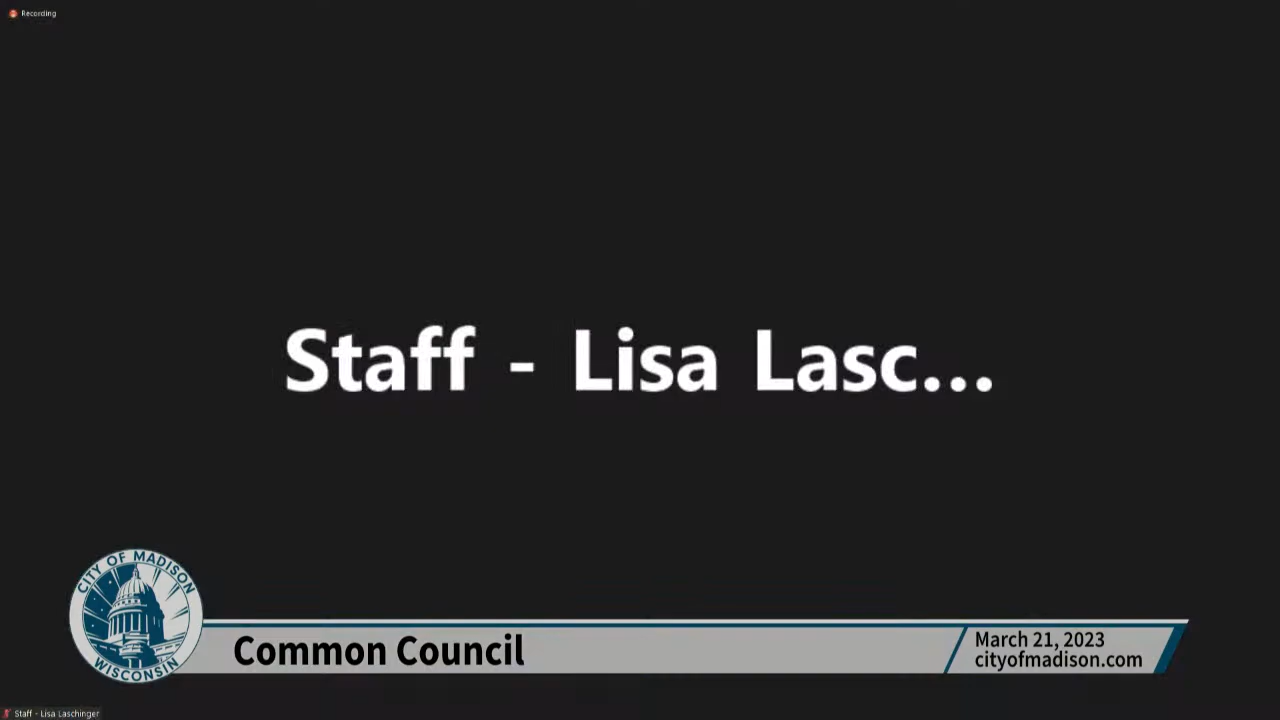 Recording
Staff - Lisa Lasc...
CITY OF MADISON
WISCONSIN
Common Council
March 21, 2023
cityofmadison.com
Staff - Lisa Laschinger